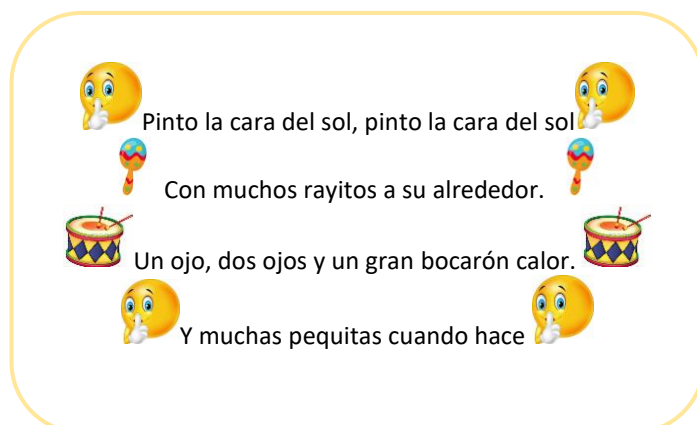 Pinto la cara del sol, pinto la cara del sol
Con muchos rayitos a su alrededor.
Un ojo, dos ojos y un gran bocarón calor.
Y muchas pequitas cuando hace